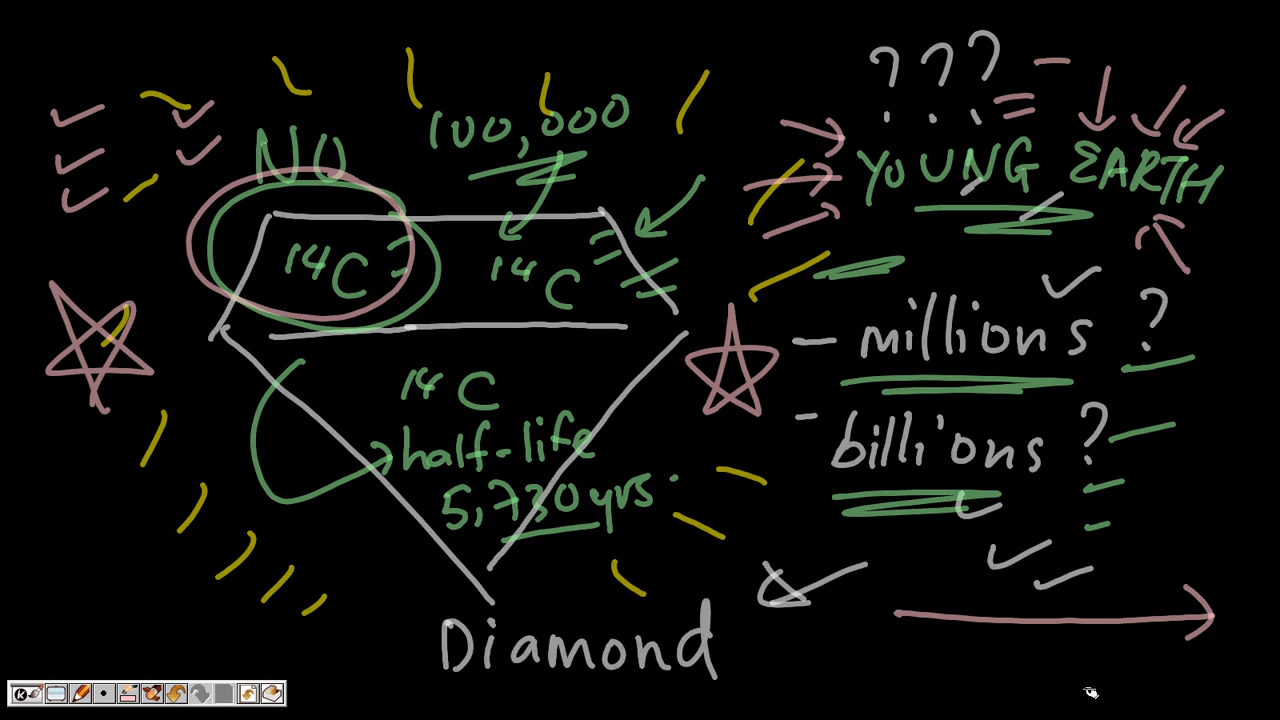 NO
100,000
¹⁴C
¹⁴C
¹⁴C
half-life
5,730 yrs.
Diamond
???
YOUNG EARTH
- millions ?
- billions ?